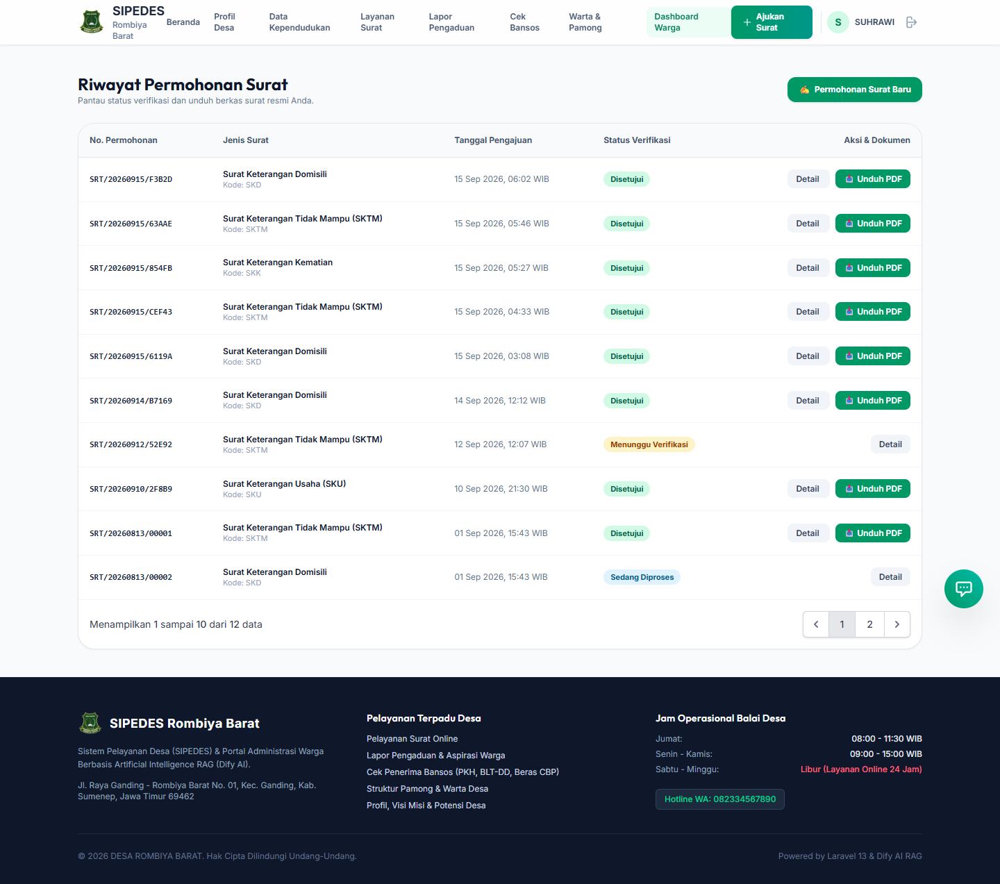 SIPEDES
Rombiya
Barat
Beranda
Profil
Desa
Data
Kependudukan
Layanan
Surat
Lapor
Pengaduan
Cek
Bansos
Warta &
Pamong
Dashboard
Warga
Ajukan
Surat
S
SUHRAWI
Riwayat Permohonan Surat
Pantau status verifikasi dan unduh berkas surat resmi Anda.
Permohonan Surat Baru
No. Permohonan Jenis Surat Tanggal Pengajuan Status Verifikasi Aksi & Dokumen
SRT/20260915/F3B2D Surat Keterangan Domisili 15 Sep 2026, 06:02 WIB Disetujui Detail Unduh PDF
Kode: SKD
SRT/20260915/63AAE Surat Keterangan Tidak Mampu (SKTM) 15 Sep 2026, 05:46 WIB Disetujui Detail Unduh PDF
Kode: SKTM
SRT/20260915/854FB Surat Keterangan Kematian 15 Sep 2026, 05:27 WIB Disetujui Detail Unduh PDF
Kode: SKK
SRT/20260915/CEF43 Surat Keterangan Tidak Mampu (SKTM) 15 Sep 2026, 04:33 WIB Disetujui Detail Unduh PDF
Kode: SKTM
SRT/20260915/6119A Surat Keterangan Domisili 15 Sep 2026, 03:08 WIB Disetujui Detail Unduh PDF
Kode: SKD
SRT/20260914/B7169 Surat Keterangan Domisili 14 Sep 2026, 12:12 WIB Disetujui Detail Unduh PDF
Kode: SKD
SRT/20260912/52E92 Surat Keterangan Tidak Mampu (SKTM) 12 Sep 2026, 12:07 WIB Menunggu Verifikasi Detail
Kode: SKTM
SRT/20260910/2F8B9 Surat Keterangan Usaha (SKU) 10 Sep 2026, 21:30 WIB Disetujui Detail Unduh PDF
Kode: SKU
SRT/20260813/00001 Surat Keterangan Tidak Mampu (SKTM) 01 Sep 2026, 15:43 WIB Disetujui Detail Unduh PDF
Kode: SKTM
SRT/20260813/00002 Surat Keterangan Domisili 01 Sep 2026, 15:43 WIB Sedang Diproses Detail
Kode: SKD
Menampilkan 1 sampai 10 dari 12 data
1 2
SIPEDES Rombiya Barat
Sistem Pelayanan Desa (SIPEDES) & Portal Administrasi Warga
Berbasis Artificial Intelligence RAG (Dify AI).
Jl. Raya Ganding - Rombiya Barat No. 01, Kec. Ganding, Kab.
Sumenep, Jawa Timur 69462
Pelayanan Terpadu Desa
Pelayanan Surat Online
Lapor Pengaduan & Aspirasi Warga
Cek Penerima Bansos (PKH, BLT-DD, Beras CBP)
Struktur Pamong & Warta Desa
Profil, Visi Misi & Potensi Desa
Jam Operasional Balai Desa
Jumat: 08:00 - 11:30 WIB
Senin - Kamis: 09:00 - 15:00 WIB
Sabtu - Minggu: Libur (Layanan Online 24 Jam)
Hotline WA: 082334567890
© 2026 DESA ROMBIYA BARAT. Hak Cipta Dilindungi Undang-Undang.
Powered by Laravel 13 & Dify AI RAG